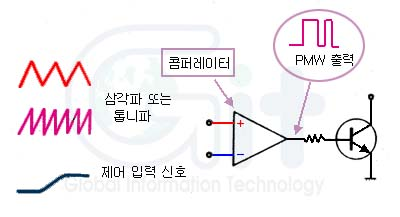 콤퍼레이터
PMW 출력
삼각파 또는
톱니파
+
−
제어 입력 신호
Git
Global Information Technology